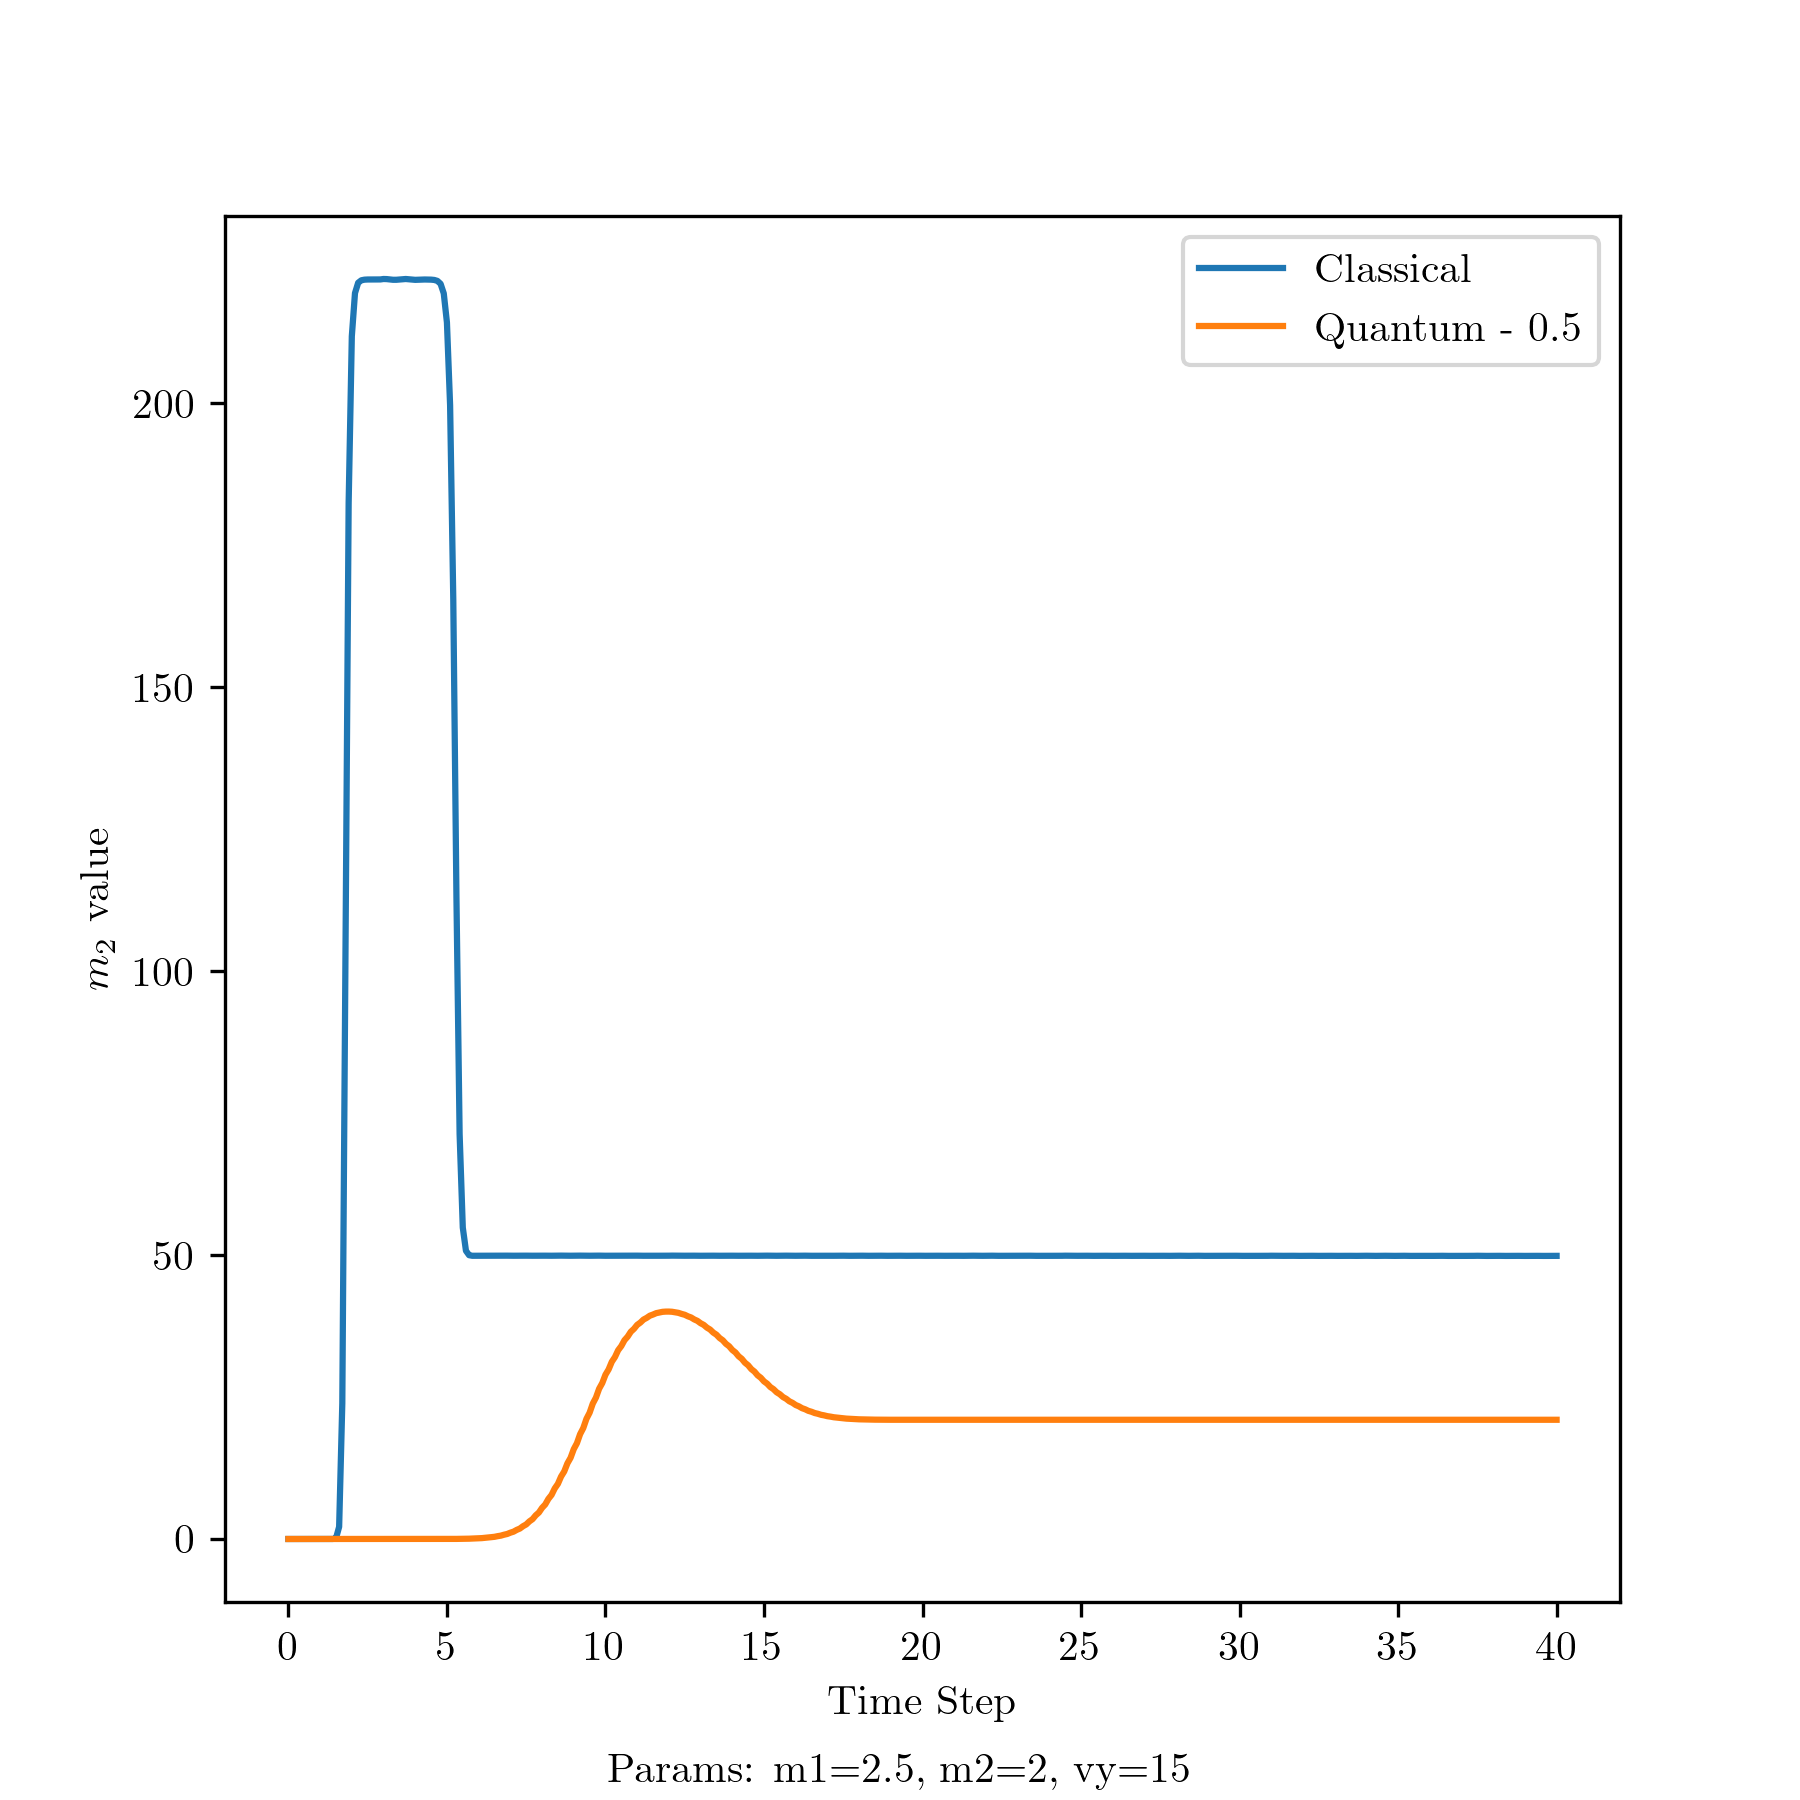 Classical
Quantum - 0.5
200
150
100
50
0
m₂ value
0 5 10 15 20 25 30 35 40
Time Step
Params: m1=2.5, m2=2, vy=15